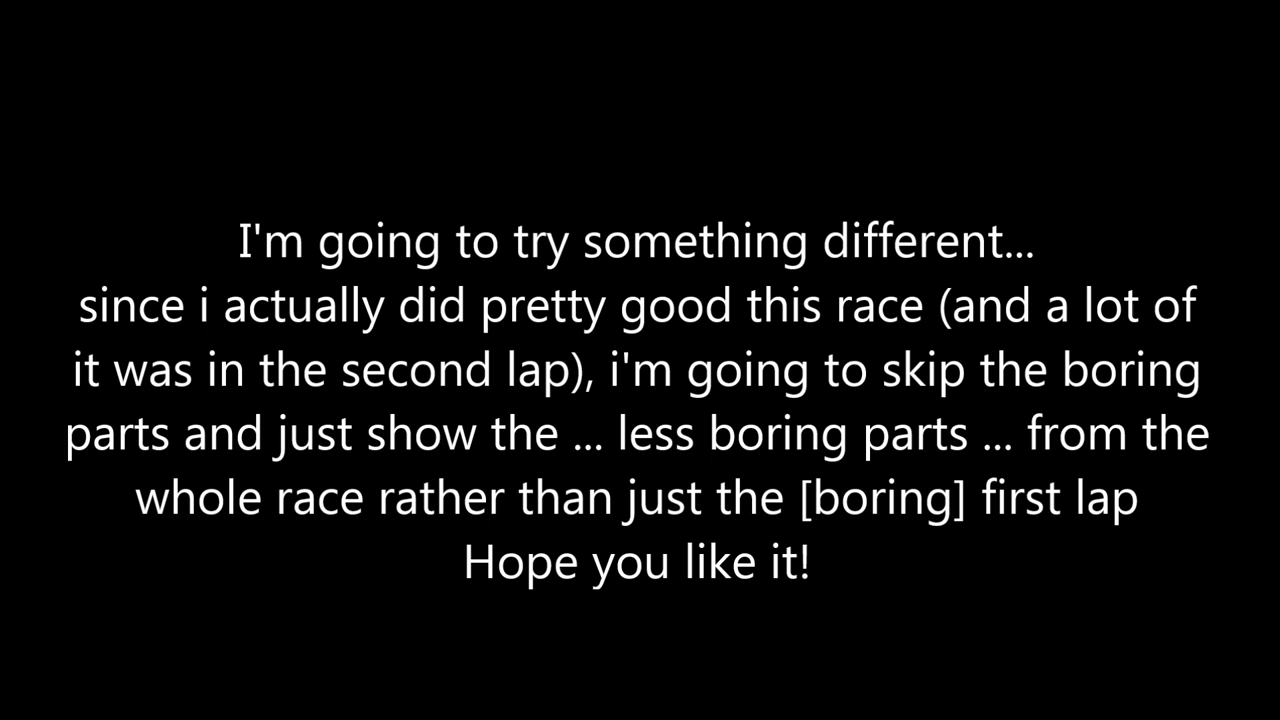 I'm going to try something different...
since i actually did pretty good this race (and a lot of
it was in the second lap), i'm going to skip the boring
parts and just show the ... less boring parts ... from the
whole race rather than just the [boring] first lap
Hope you like it!